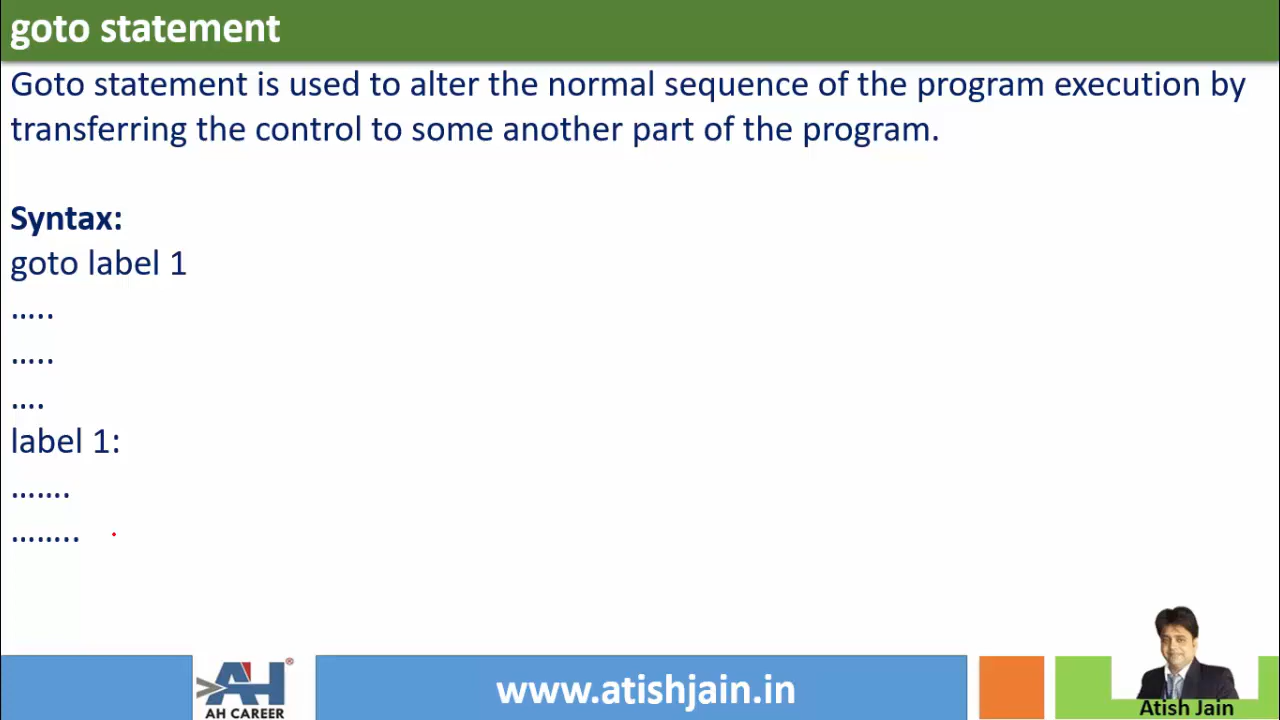 goto statement
Goto statement is used to alter the normal sequence of the program execution by
transferring the control to some another part of the program.
Syntax:
goto label 1
.....
.....
....
label 1:
.......
........
AH®
AH CAREER
www.atishjain.in
Atish Jain